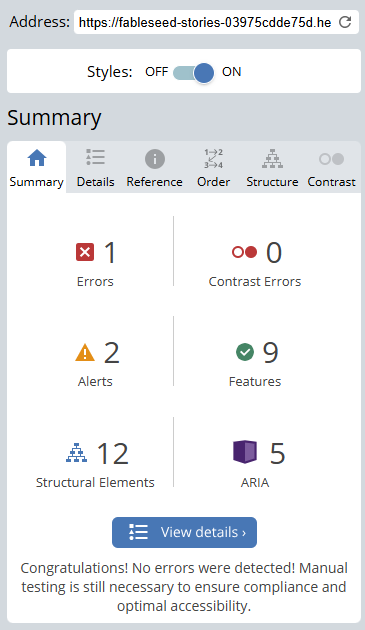 Address: https://fableseed-stories-03975cdde75d.he
Styles: OFF ON
Summary
Summary Details Reference Order Structure Contrast
1 0
Errors Contrast Errors
2 9
Alerts Features
12 5
Structural Elements ARIA
View details ›
Congratulations! No errors were detected! Manual
testing is still necessary to ensure compliance and
optimal accessibility.